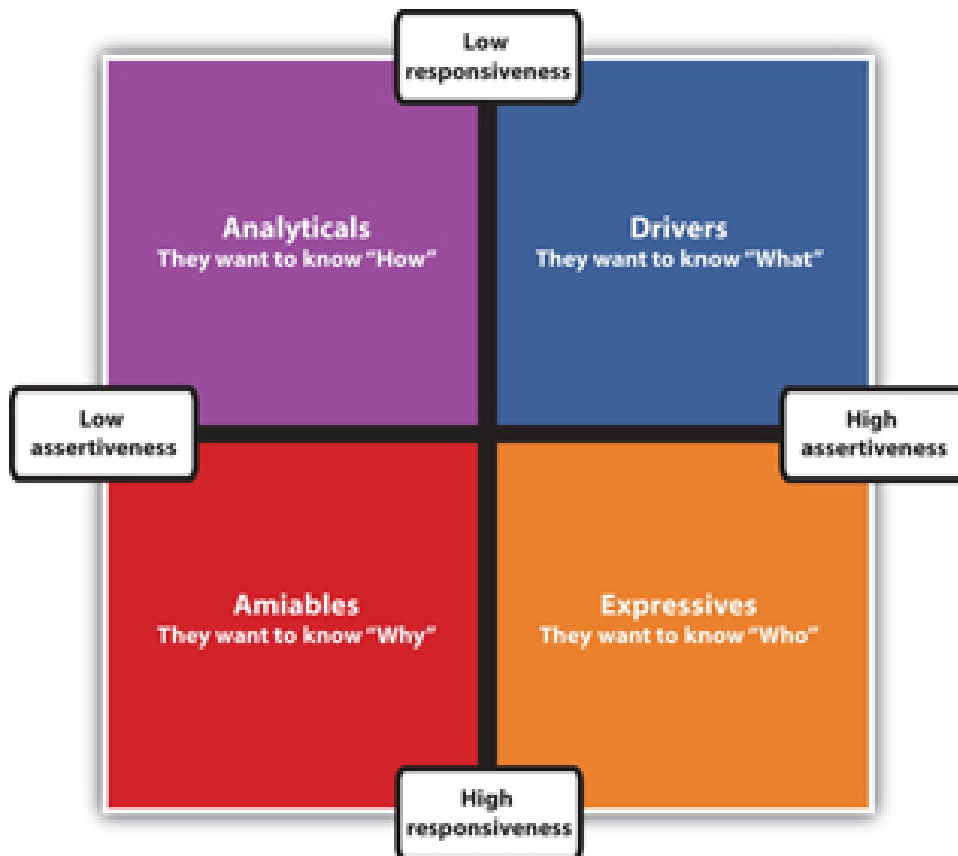 Low
responsiveness
Analyticals
They want to know “How”
Drivers
They want to know “What”
Low
assertiveness
High
assertiveness
Amiables
They want to know “Why”
Expressives
They want to know “Who”
High
responsiveness